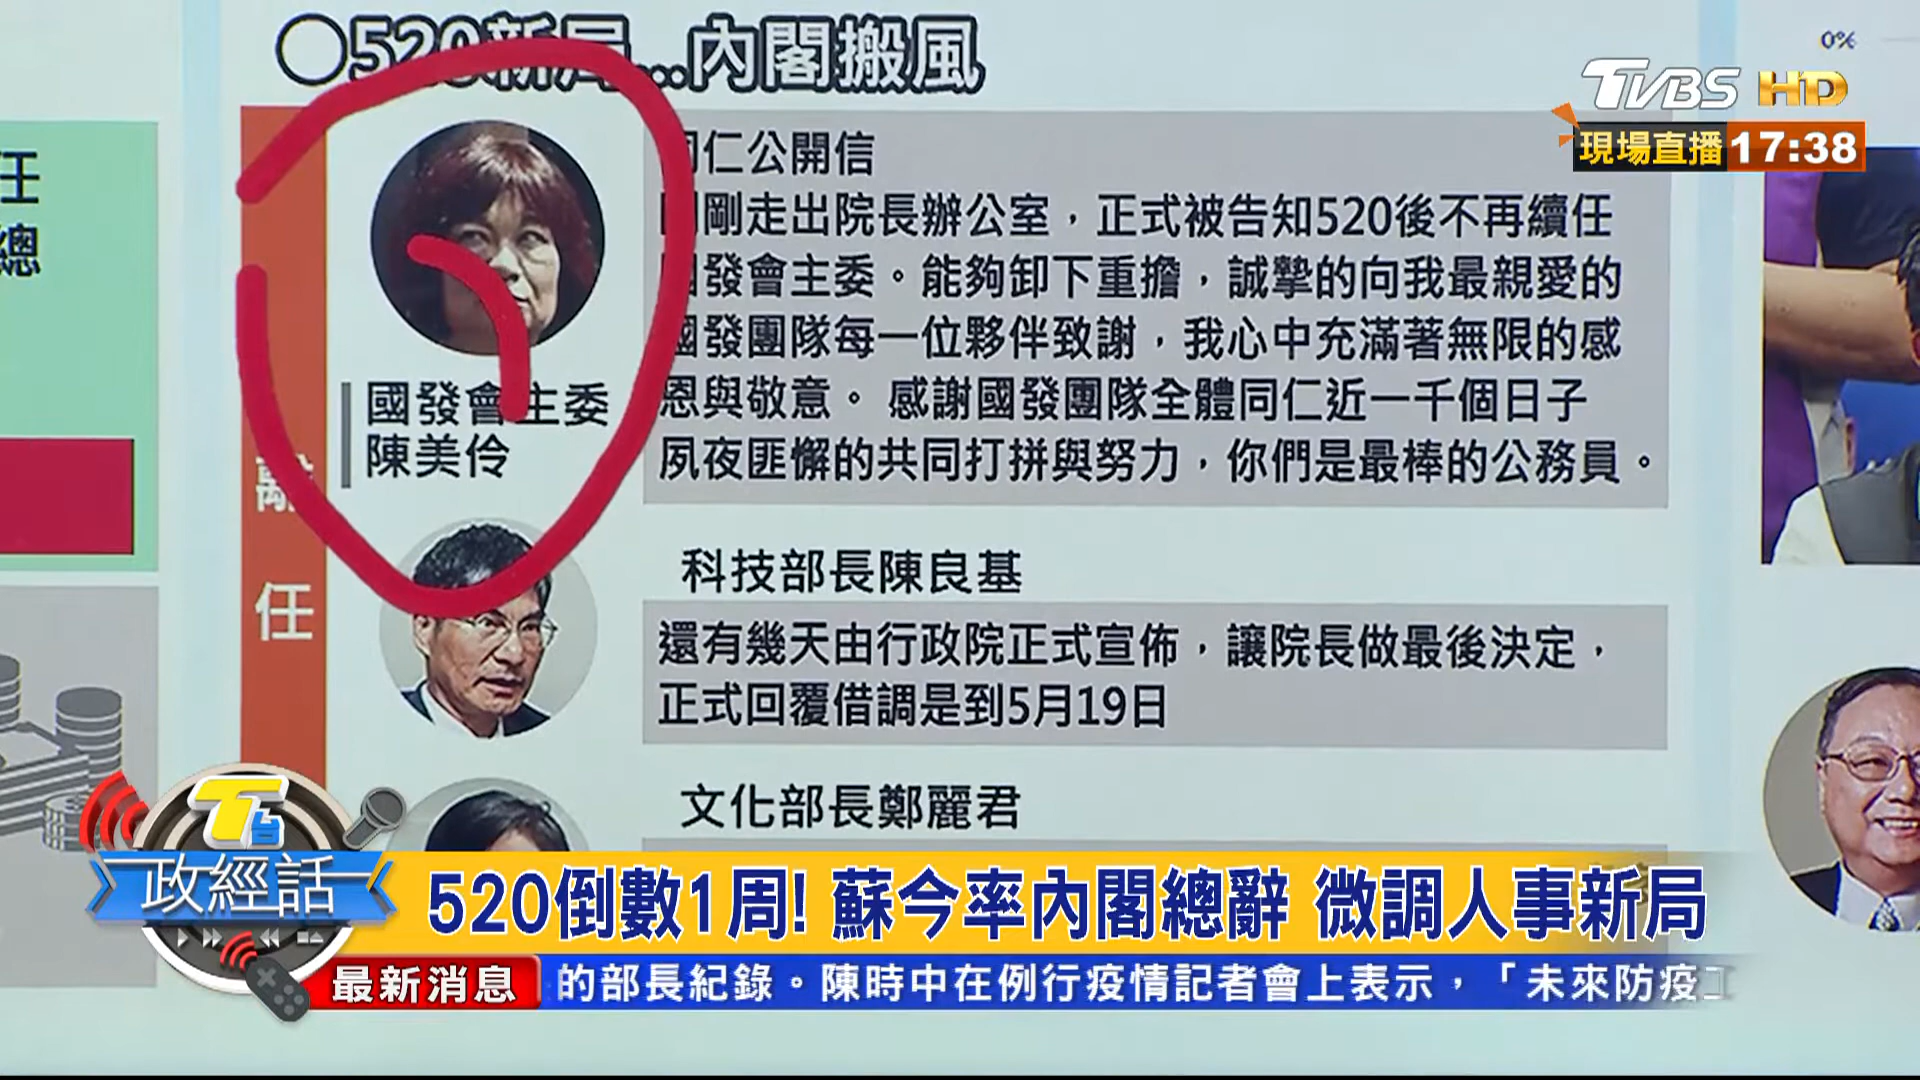 520新局...內閣搬風
0%
TVBS HD
現場直播 17:38
任
總
仁公開信
剛走出院長辦公室，正式被告知520後不再續任
國發會主委。能夠卸下重擔，誠摯的向我最親愛的
國發團隊每一位夥伴致謝，我心中充滿著無限的感
恩與敬意。 感謝國發團隊全體同仁近一千個日子
夙夜匪懈的共同打拼與努力，你們是最棒的公務員。
國發會主委
陳美伶
離任
科技部長陳良基
還有幾天由行政院正式宣佈，讓院長做最後決定，
正式回覆借調是到5月19日
文化部長鄭麗君
T台
政經話
520倒數1周! 蘇今率內閣總辭 微調人事新局
最新消息
的部長紀錄。陳時中在例行疫情記者會上表示，「未來防疫